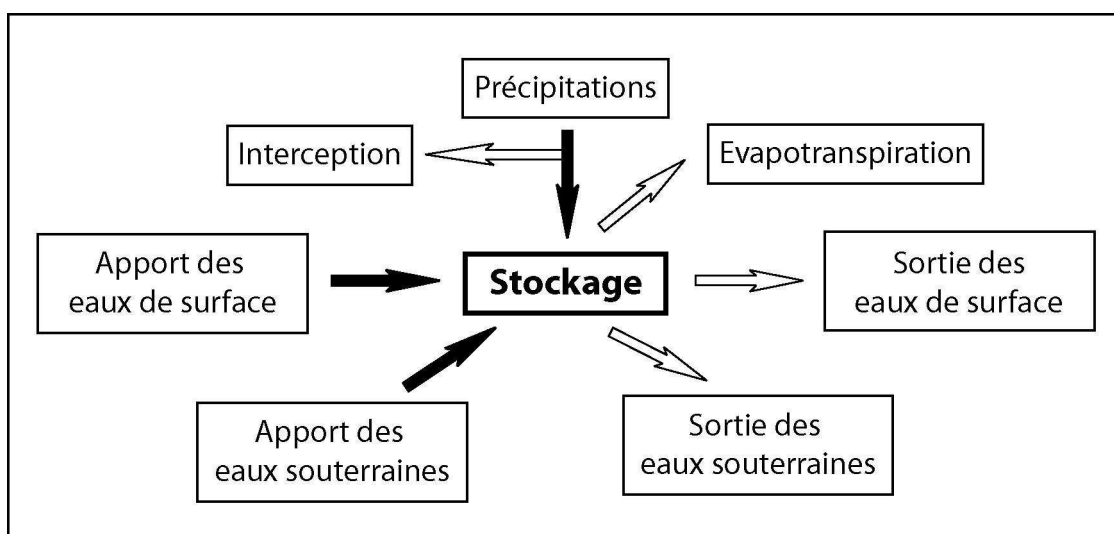 Précipitations
Interception
Evapotranspiration
Apport des
eaux de surface
Stockage
Sortie des
eaux de surface
Apport des
eaux souterraines
Sortie des
eaux souterraines